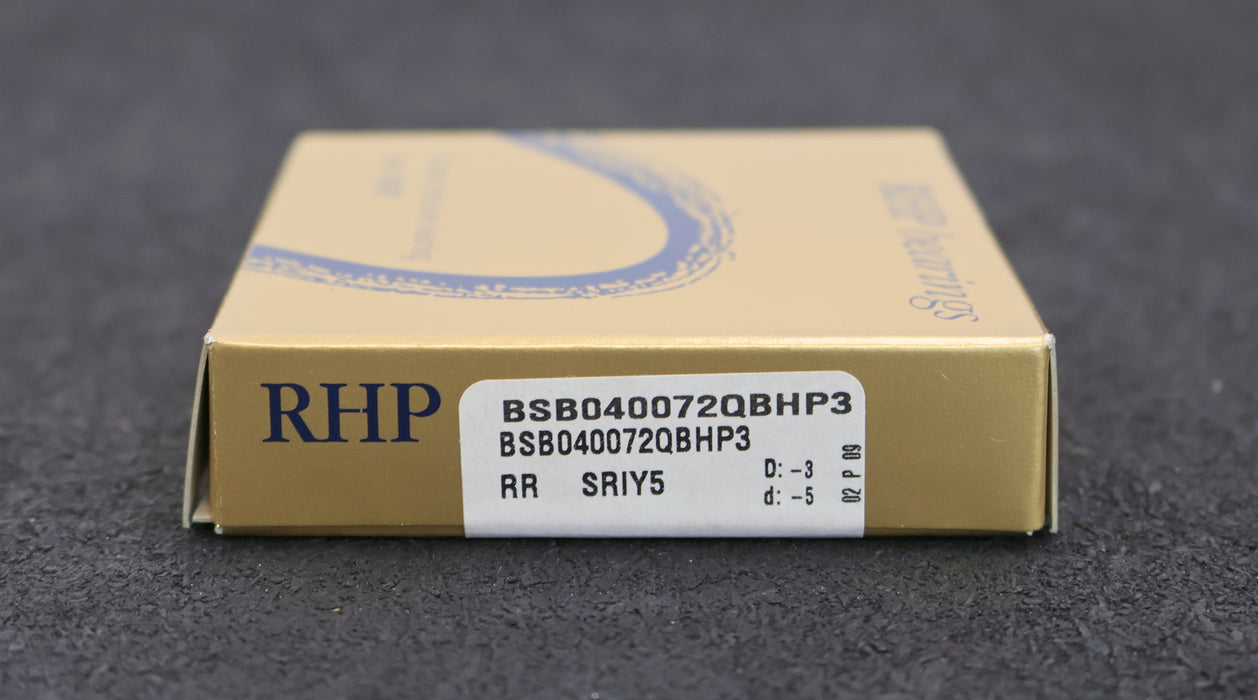 RHP bearings
RHP
BSB040072QBHP3
BSB040072QBHP3
RR SRIY5
D: -3
d: -5
02 P 09